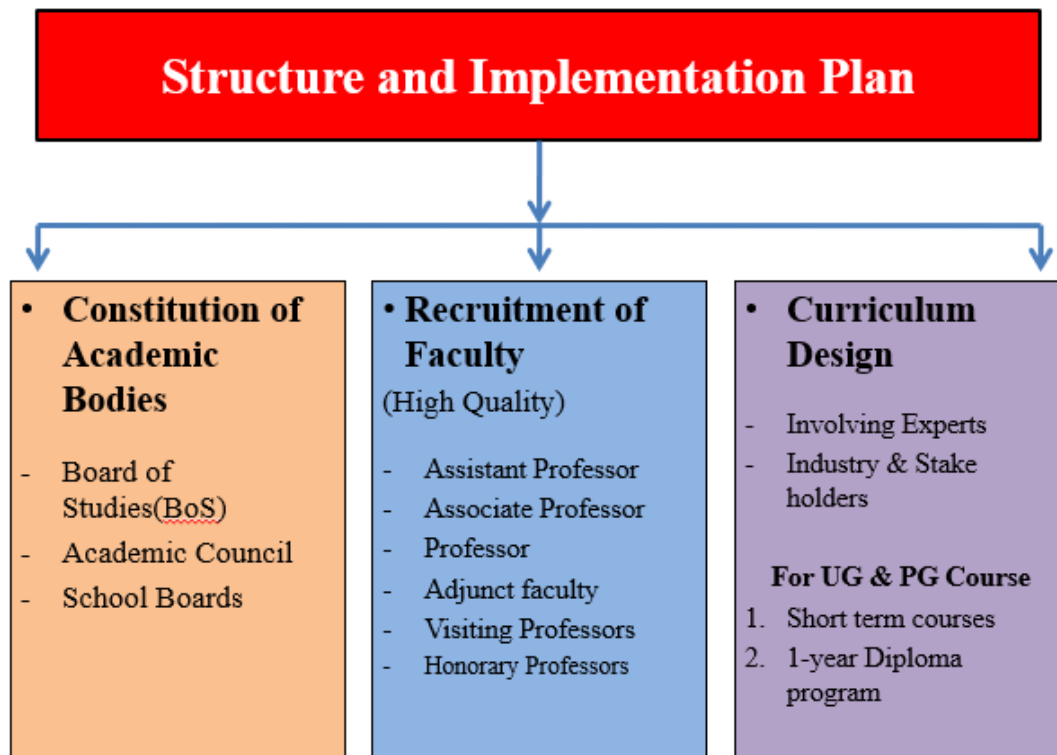 Structure and Implementation Plan
• Constitution of
Academic
Bodies
- Board of
Studies(BoS)
- Academic Council
- School Boards
• Recruitment of
Faculty
(High Quality)
- Assistant Professor
- Associate Professor
- Professor
- Adjunct faculty
- Visiting Professors
- Honorary Professors
• Curriculum
Design
- Involving Experts
- Industry & Stake
holders
For UG & PG Course
1. Short term courses
2. 1-year Diploma
program